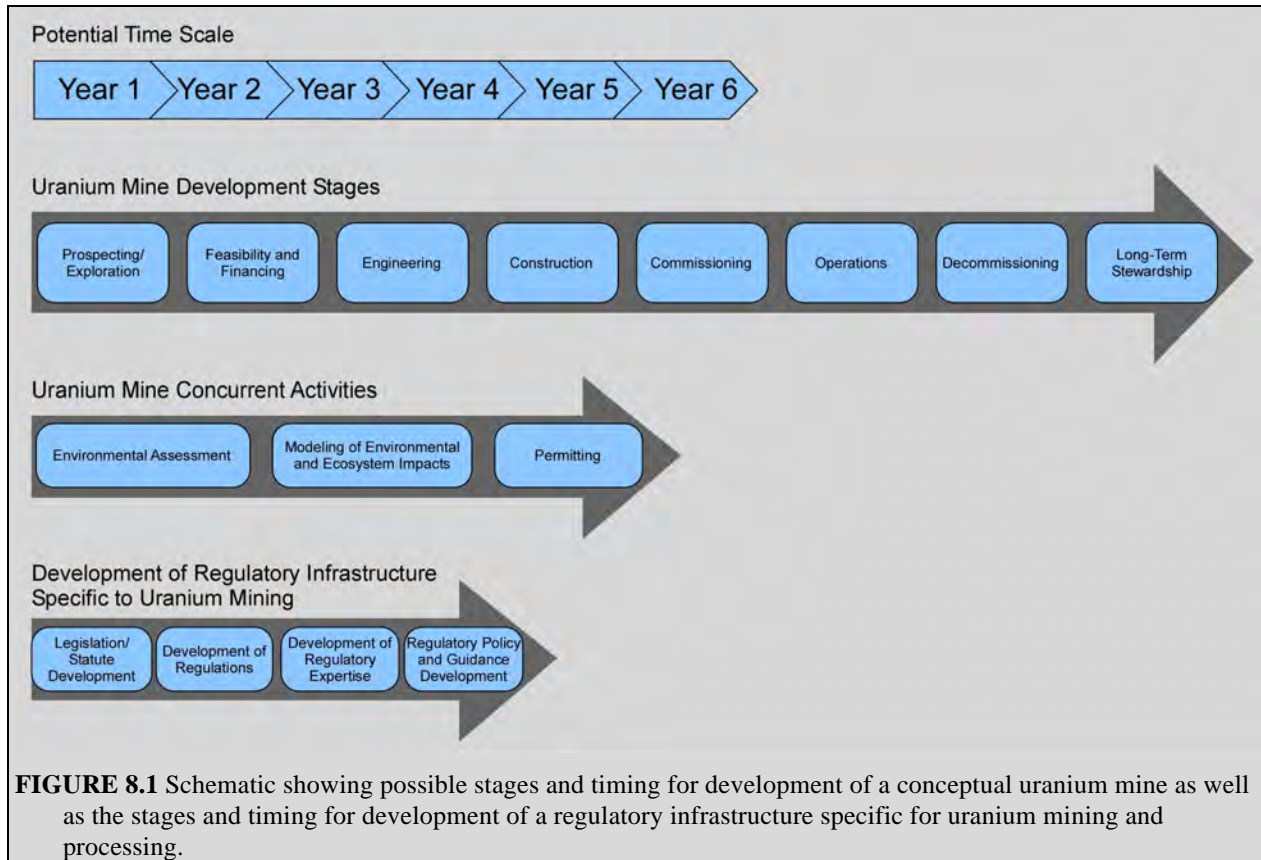 Potential Time Scale
Year 1 Year 2 Year 3 Year 4 Year 5 Year 6
Uranium Mine Development Stages
Prospecting/
Exploration
Feasibility and
Financing
Engineering
Construction
Commissioning
Operations
Decommissioning
Long-Term
Stewardship
Uranium Mine Concurrent Activities
Environmental Assessment
Modeling of Environmental
and Ecosystem Impacts
Permitting
Development of Regulatory Infrastructure
Specific to Uranium Mining
Legislation/
Statute
Development
Development of
Regulations
Development of
Regulatory
Expertise
Regulatory Policy
and Guidance
Development
FIGURE 8.1 Schematic showing possible stages and timing for development of a conceptual uranium mine as well
as the stages and timing for development of a regulatory infrastructure specific for uranium mining and
processing.